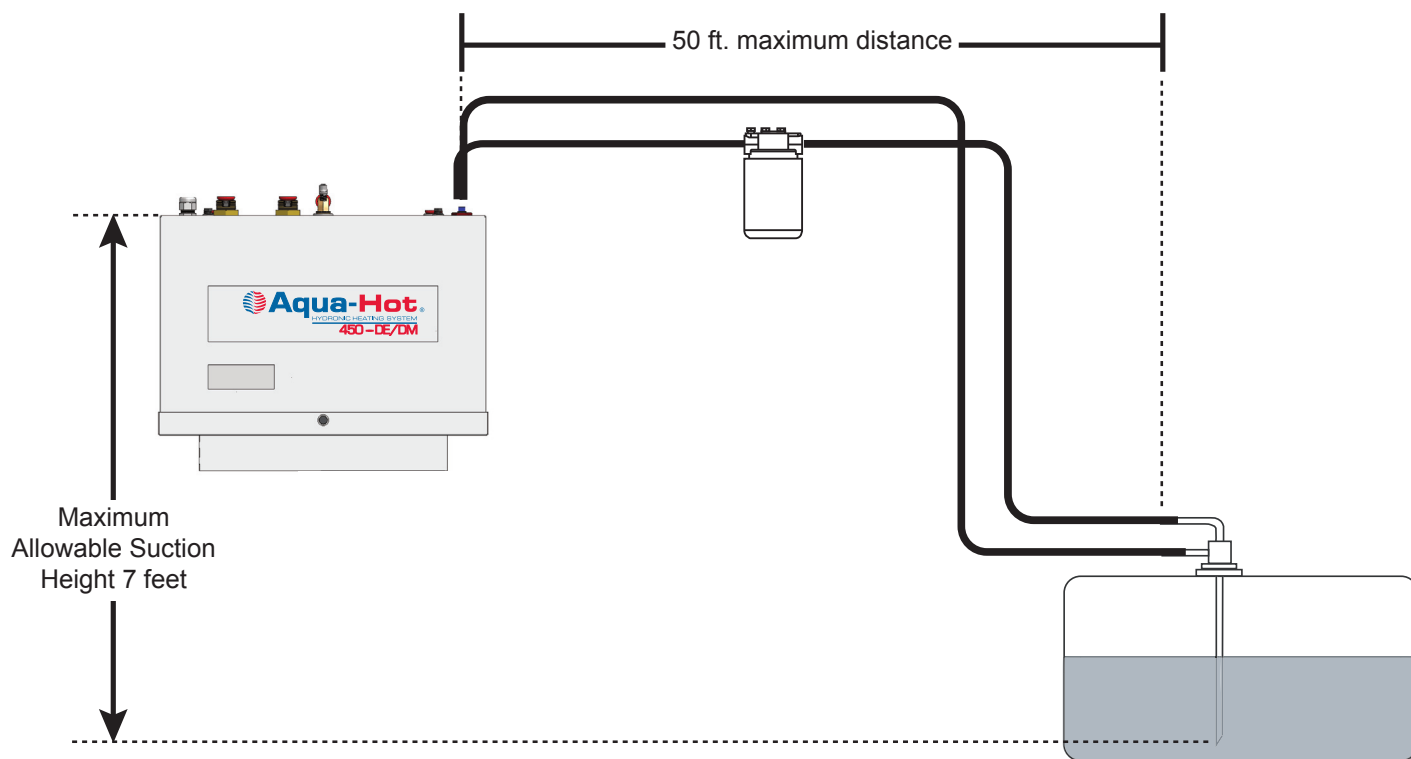 50 ft. maximum distance
Aqua-Hot®
HYDRONIC HEATING SYSTEM
450-DE/DM
Maximum
Allowable Suction
Height 7 feet